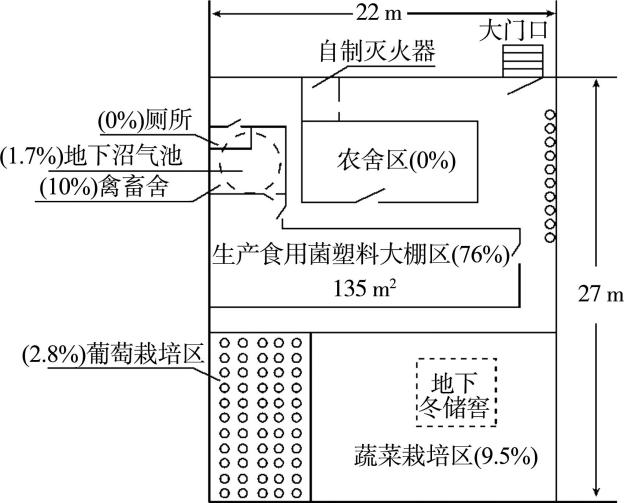 22 m
大门口
自制灭火器
(0%)厕所
(1.7%)地下沼气池
农舍区(0%)
(10%)禽畜舍
生产食用菌塑料大棚区(76%)
135 m²
27 m
(2.8%)葡萄栽培区
地下
冬储窖
蔬菜栽培区(9.5%)